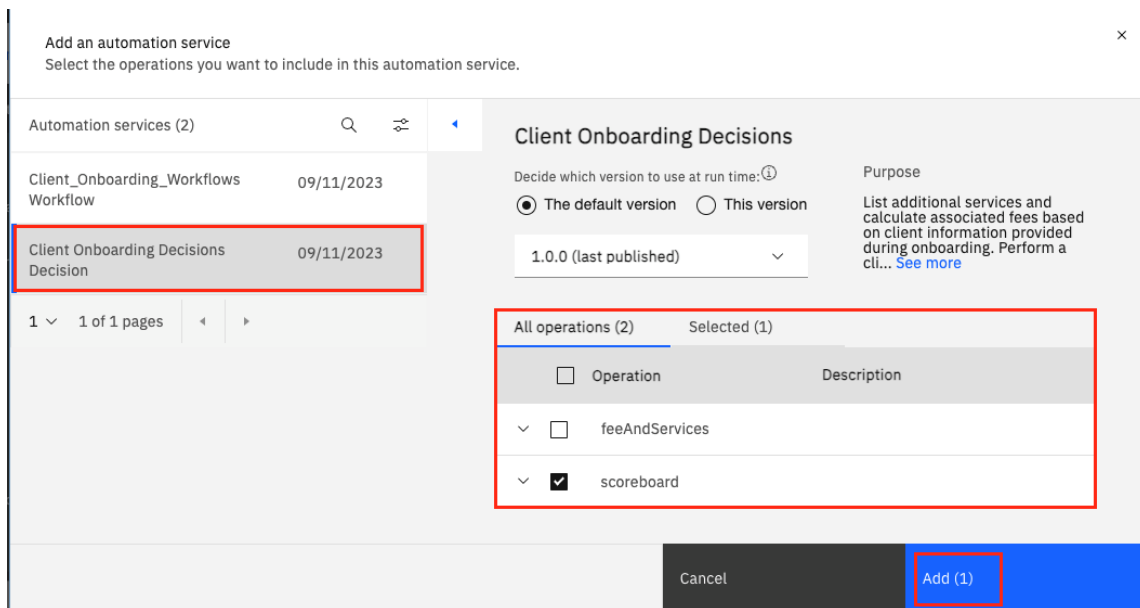 Add an automation service
Select the operations you want to include in this automation service.
Automation services (2)
Client_Onboarding_Workflows
Workflow
09/11/2023
Client Onboarding Decisions
Decision
09/11/2023
1
1 of 1 pages
Client Onboarding Decisions
Decide which version to use at run time:
The default version
This version
1.0.0 (last published)
Purpose
List additional services and
calculate associated fees based
on client information provided
during onboarding. Perform a
cli... See more
All operations (2)
Selected (1)
Operation
Description
feeAndServices
scoreboard
Cancel
Add (1)